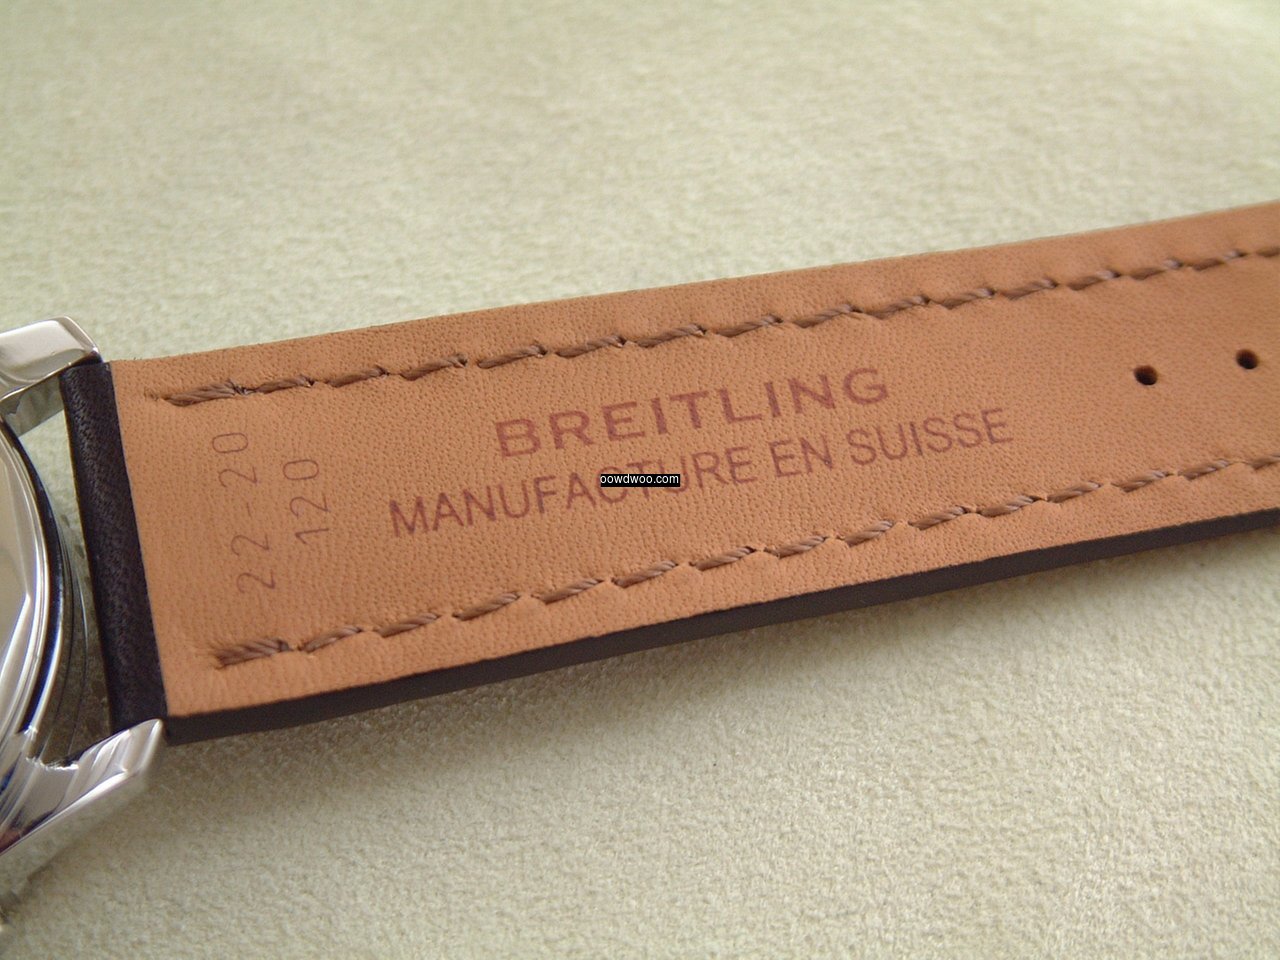 BREITLING
MANUFACTURE EN SUISSE
22-20
120
oowdwoo.com